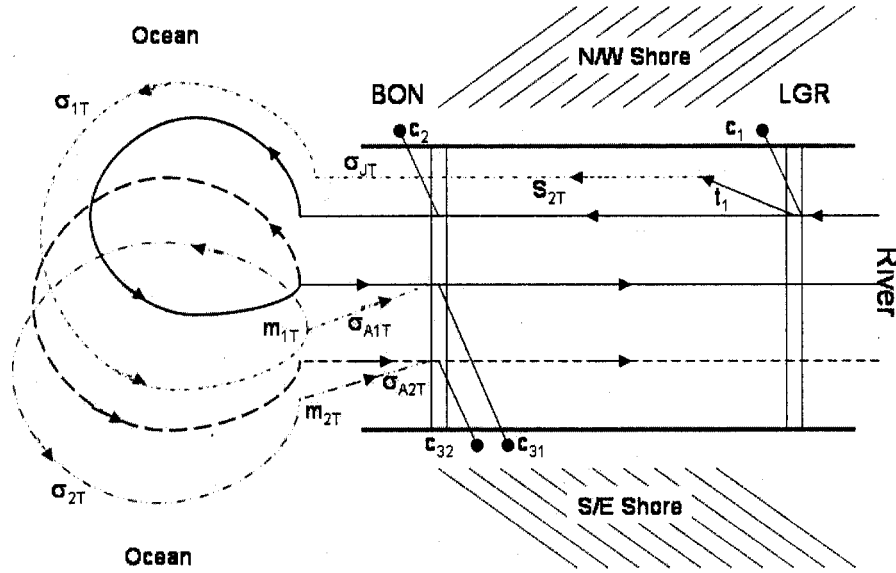 Ocean
N/W Shore
BON
LGR
σ1T
c2
c1
σJT
S2T
t1
River
m1T
σA1T
σA2T
m2T
c32
c31
σ2T
S/E Shore
Ocean